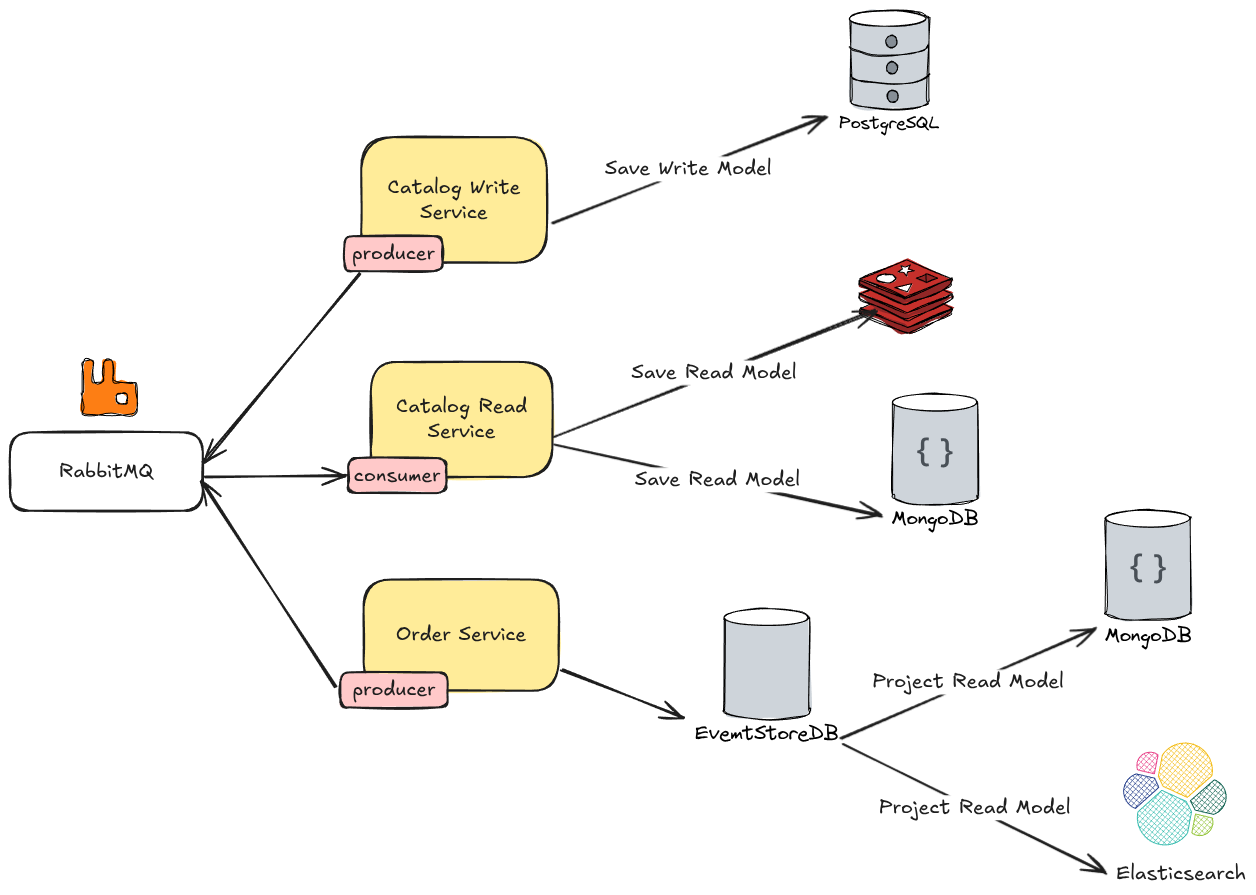 PostgreSQL
Save Write Model
Catalog Write
Service
producer
Save Read Model
Catalog Read
Service
consumer
RabbitMQ
{ }
Save Read Model
MongoDB
{ }
MongoDB
Order Service
producer
EvemtStoreDB
Project Read Model
Project Read Model
Elasticsearch